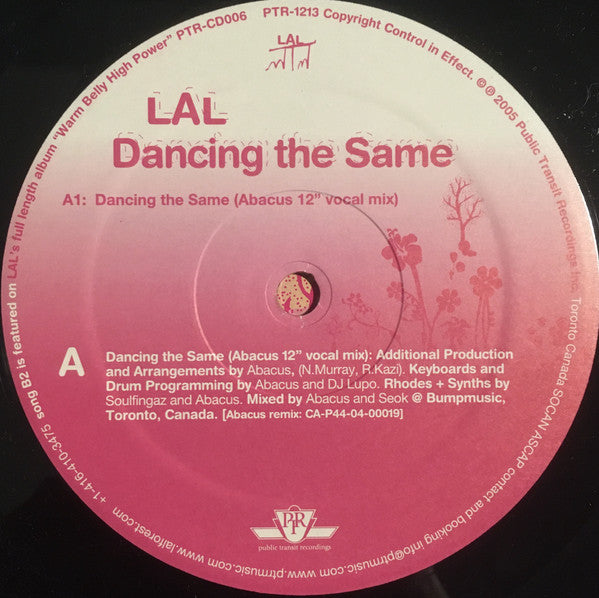 song B2 is featured on LAL's full length album "Warm Belly High Power" PTR-CD006 PTR-1213 Copyright Control in Effect. ©℗ 2005 Public Transit Recordings Inc. Toronto Canada SOCAN ASCAP contact and booking info@ptrmusic.com www.ptrmusic.com www.lalforest.com +1-416-410-3475
LAL
LAL
Dancing the Same
A1: Dancing the Same (Abacus 12" vocal mix)
A
Dancing the Same (Abacus 12" vocal mix): Additional Production
and Arrangements by Abacus, (N.Murray, R.Kazi). Keyboards and
Drum Programming by Abacus and DJ Lupo. Rhodes + Synths by
Soulfingaz and Abacus. Mixed by Abacus and Seok @ Bumpmusic,
Toronto, Canada. [Abacus remix: CA-P44-04-00019]
PTR
public transit recordings